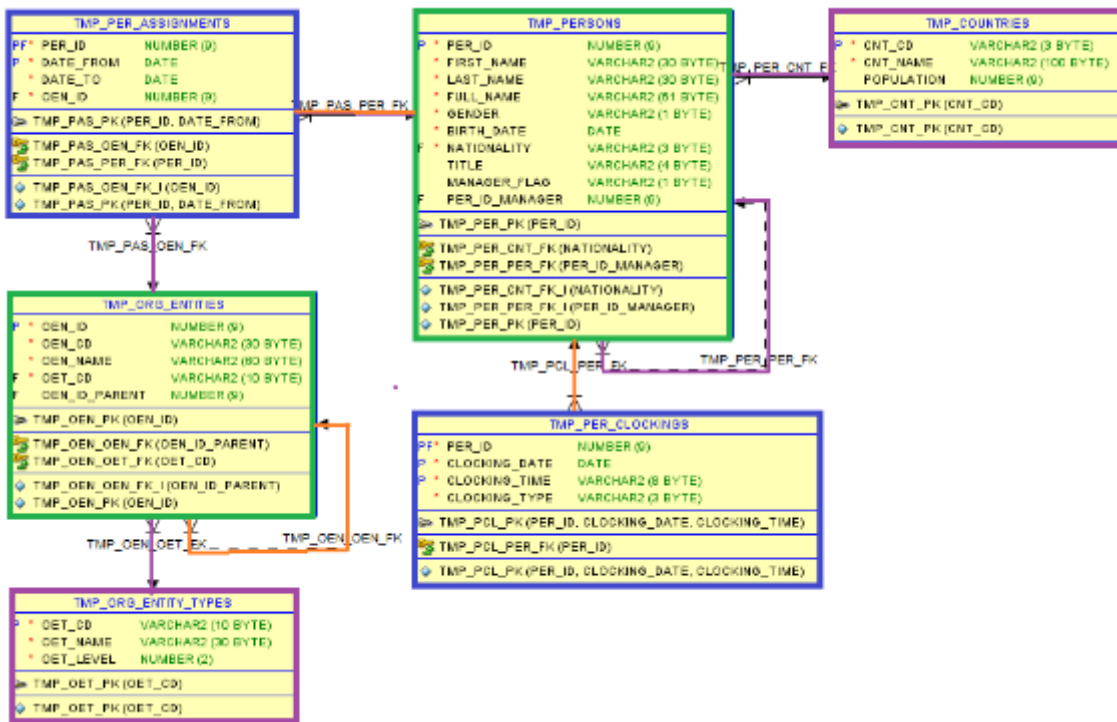 TMP_PER_ASSIGNMENTS
PF* PER_ID NUMBER (9)
P * DATE_FROM DATE
* DATE_TO DATE
F * OEN_ID NUMBER (9)
TMP_PAS_PK (PER_ID, DATE_FROM)
TMP_PAS_OEN_FK (OEN_ID)
TMP_PAS_PER_FK (PER_ID)
TMP_PAS_OEN_FK_I (OEN_ID)
TMP_PAS_PK (PER_ID, DATE_FROM)
TMP_PAS_PER_FK
TMP_PERSONS
P * PER_ID NUMBER (9)
* FIRST_NAME VARCHAR2 (30 BYTE)
* LAST_NAME VARCHAR2 (30 BYTE)
* FULL_NAME VARCHAR2 (61 BYTE)
* GENDER VARCHAR2 (1 BYTE)
* BIRTH_DATE DATE
F * NATIONALITY VARCHAR2 (3 BYTE)
TITLE VARCHAR2 (4 BYTE)
MANAGER_FLAG VARCHAR2 (1 BYTE)
F PER_ID_MANAGER NUMBER (9)
TMP_PER_PK (PER_ID)
TMP_PER_CNT_FK (NATIONALITY)
TMP_PER_PER_FK (PER_ID_MANAGER)
TMP_PER_CNT_FK_I (NATIONALITY)
TMP_PER_PER_FK_I (PER_ID_MANAGER)
TMP_PER_PK (PER_ID)
TMP_PER_CNT_FK
TMP_COUNTRIES
P * CNT_CD VARCHAR2 (3 BYTE)
* CNT_NAME VARCHAR2 (100 BYTE)
POPULATION NUMBER (9)
TMP_CNT_PK (CNT_CD)
TMP_CNT_PK (CNT_CD)
TMP_PAS_OEN_FK
TMP_ORG_ENTITIES
P * OEN_ID NUMBER (9)
* OEN_CD VARCHAR2 (30 BYTE)
* OEN_NAME VARCHAR2 (60 BYTE)
F * OET_CD VARCHAR2 (10 BYTE)
F OEN_ID_PARENT NUMBER (9)
TMP_OEN_PK (OEN_ID)
TMP_OEN_OEN_FK (OEN_ID_PARENT)
TMP_OEN_OET_FK (OET_CD)
TMP_OEN_OEN_FK_I (OEN_ID_PARENT)
TMP_OEN_PK (OEN_ID)
TMP_PCL_PER_FK
TMP_PER_PER_FK
TMP_PER_CLOCKINGS
PF* PER_ID NUMBER (9)
P * CLOCKING_DATE DATE
P * CLOCKING_TIME VARCHAR2 (8 BYTE)
* CLOCKING_TYPE VARCHAR2 (3 BYTE)
TMP_PCL_PK (PER_ID, CLOCKING_DATE, CLOCKING_TIME)
TMP_PCL_PER_FK (PER_ID)
TMP_PCL_PK (PER_ID, CLOCKING_DATE, CLOCKING_TIME)
TMP_OEN_OET_FK
TMP_OEN_OEN_FK
TMP_ORG_ENTITY_TYPES
P * OET_CD VARCHAR2 (10 BYTE)
* OET_NAME VARCHAR2 (30 BYTE)
* OET_LEVEL NUMBER (2)
TMP_OET_PK (OET_CD)
TMP_OET_PK (OET_CD)